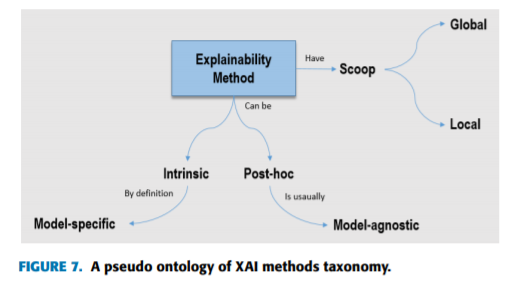 Global
Explainability
Method
Have
Scoop
Can be
Local
Intrinsic
Post-hoc
By definition
Is usaually
Model-specific
Model-agnostic
FIGURE 7. A pseudo ontology of XAI methods taxonomy.